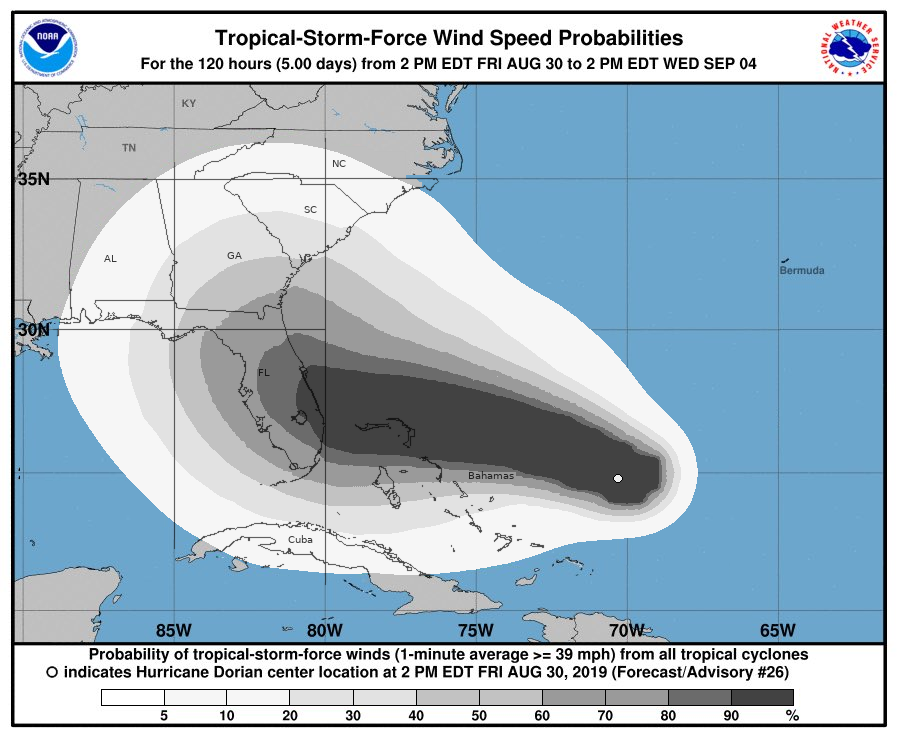 Tropical-Storm-Force Wind Speed Probabilities
For the 120 hours (5.00 days) from 2 PM EDT FRI AUG 30 to 2 PM EDT WED SEP 04
NOAA
NATIONAL WEATHER SERVICE
KY
TN
NC
35N
SC
GA
AL
Bermuda
30N
FL
Bahamas
Cuba
85W 80W 75W 70W 65W
Probability of tropical-storm-force winds (1-minute average >= 39 mph) from all tropical cyclones
indicates Hurricane Dorian center location at 2 PM EDT FRI AUG 30, 2019 (Forecast/Advisory #26)
5 10 20 30 40 50 60 70 80 90 %